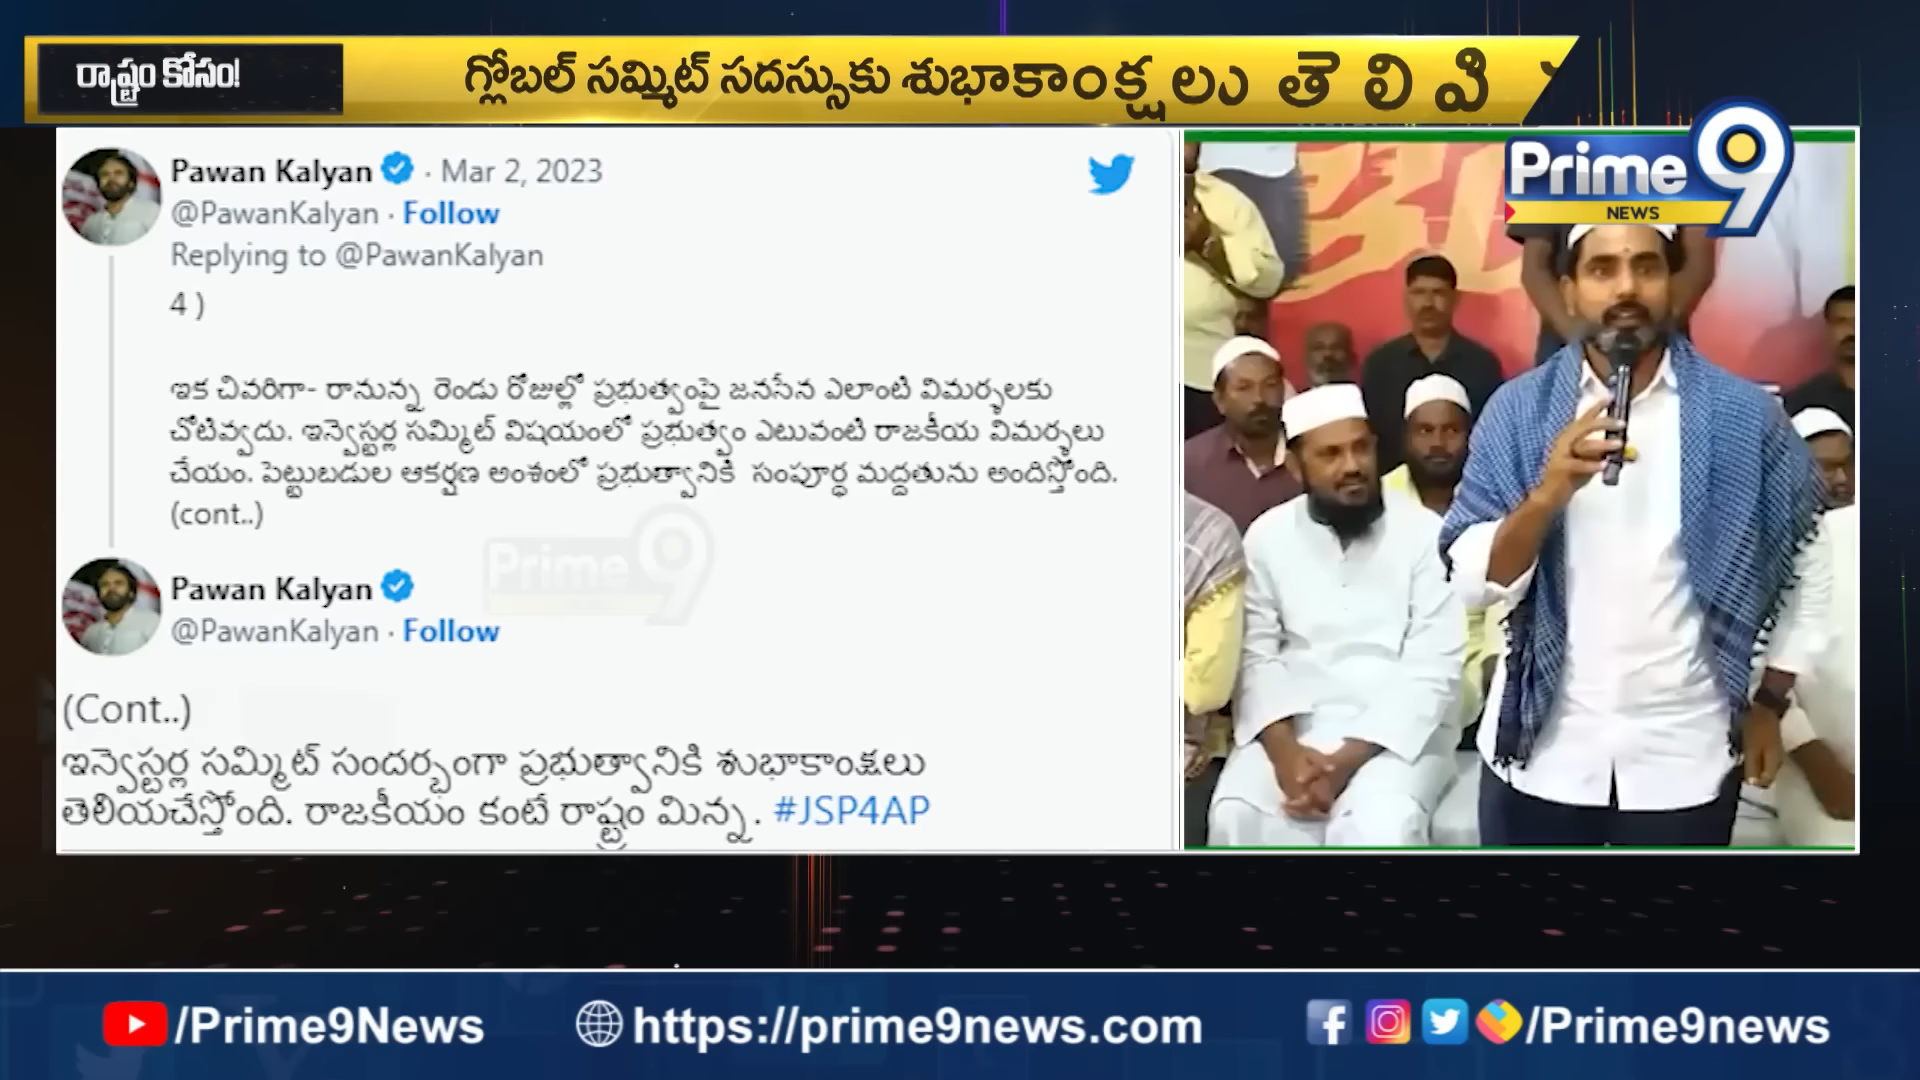 రాష్ట్రం కోసం!
గ్లోబల్ సమ్మిట్ సదస్సుకు శుభాకాంక్షలు తెలిపి
Prime9
NEWS
Pawan Kalyan · Mar 2, 2023
@PawanKalyan · Follow
Replying to @PawanKalyan
4 )
ఇక చివరిగా- రానున్న రెండు రోజుల్లో ప్రభుత్వంపై జనసేన ఎలాంటి విమర్శలకు
చోటివ్వదు. ఇన్వెస్టర్ల సమ్మిట్ విషయంలో ప్రభుత్వం ఎటువంటి రాజకీయ విమర్శలు
చేయం. పెట్టుబడుల ఆకర్షణ అంశంలో ప్రభుత్వానికి సంపూర్ణ మద్దతును అందిస్తోంది.
(cont..)
Prime9
Pawan Kalyan
@PawanKalyan · Follow
(Cont..)
ఇన్వెస్టర్ల సమ్మిట్ సందర్భంగా ప్రభుత్వానికి శుభాకాంక్షలు
తెలియచేస్తోంది. రాజకీయం కంటే రాష్ట్రం మిన్న. #JSP4AP
/Prime9News
https://prime9news.com
/Prime9news